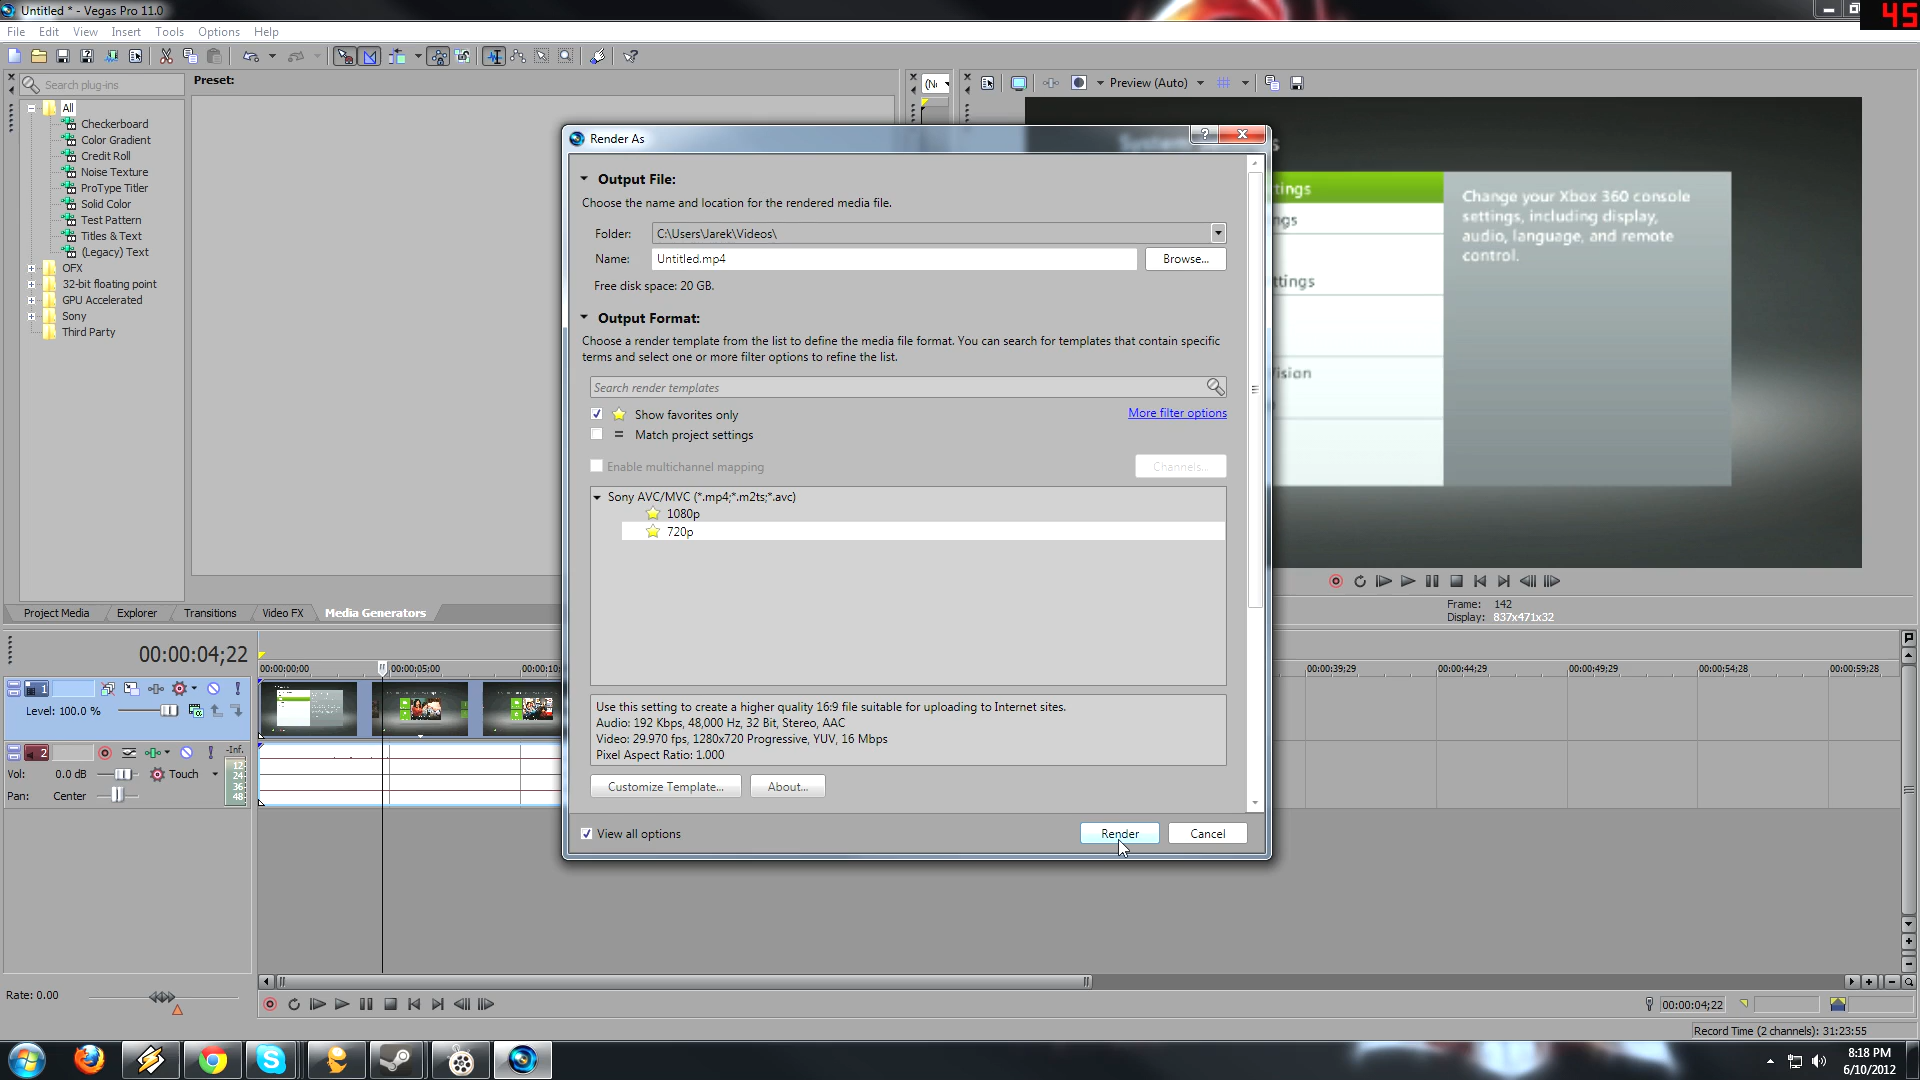 Untitled * - Vegas Pro 11.0
45
File Edit View Insert Tools Options Help
Search plug-ins
Preset:
Preview (Auto)
All
Checkerboard
Color Gradient
Credit Roll
Noise Texture
ProType Titler
Solid Color
Test Pattern
Titles & Text
(Legacy) Text
OFX
32-bit floating point
GPU Accelerated
Sony
Third Party
Render As
Output File:
Choose the name and location for the rendered media file.
Folder: C:\Users\Jarek\Videos\
Name: Untitled.mp4 Browse...
Free disk space: 20 GB.
Output Format:
Choose a render template from the list to define the media file format. You can search for templates that contain specific
terms and select one or more filter options to refine the list.
Search render templates
Show favorites only More filter options
= Match project settings
Enable multichannel mapping Channels...
Sony AVC/MVC (*.mp4;*.m2ts;*.avc)
1080p
720p
Use this setting to create a higher quality 16:9 file suitable for uploading to Internet sites.
Audio: 192 Kbps, 48,000 Hz, 32 Bit, Stereo, AAC
Video: 29.970 fps, 1280x720 Progressive, YUV, 16 Mbps
Pixel Aspect Ratio: 1.000
Customize Template... About...
View all options Render Cancel
Change your Xbox 360 console
settings, including display,
audio, language, and remote
control.
Frame: 142
Display: 837x471x32
Project Media Explorer Transitions Video FX Media Generators
00:00:04;22
00:00:00;00 00:00:05;00 00:00:10; 00:00:39;29 00:00:44;29 00:00:49;29 00:00:54;28 00:00:59;28
1
Level: 100.0 %
2 -Inf.
Vol: 0.0 dB Touch
Pan: Center
12
24
36
48
Rate: 0.00
00:00:04;22
Record Time (2 channels): 31:23:55
8:18 PM
6/10/2012